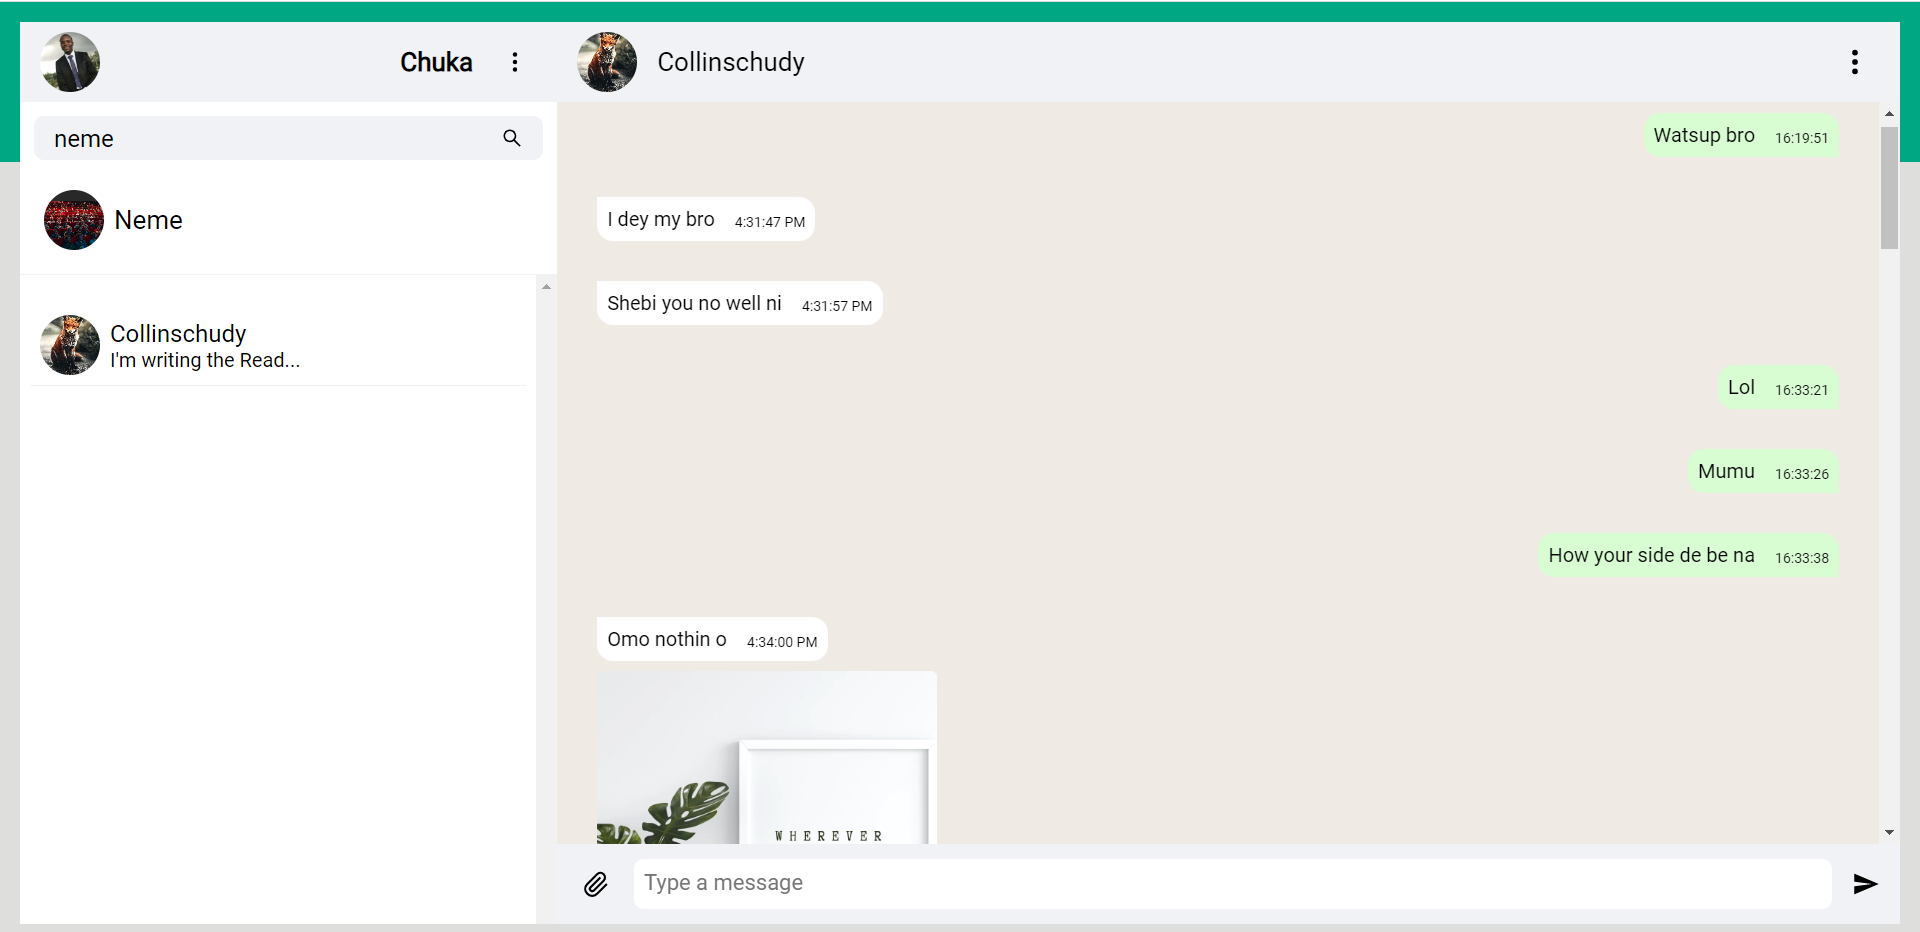 Chuka
neme
Neme
Collinschudy
I'm writing the Read...
Collinschudy
Watsup bro 16:19:51
I dey my bro 4:31:47 PM
Shebi you no well ni 4:31:57 PM
Lol 16:33:21
Mumu 16:33:26
How your side de be na 16:33:38
Omo nothin o 4:34:00 PM
WHEREVER
Type a message